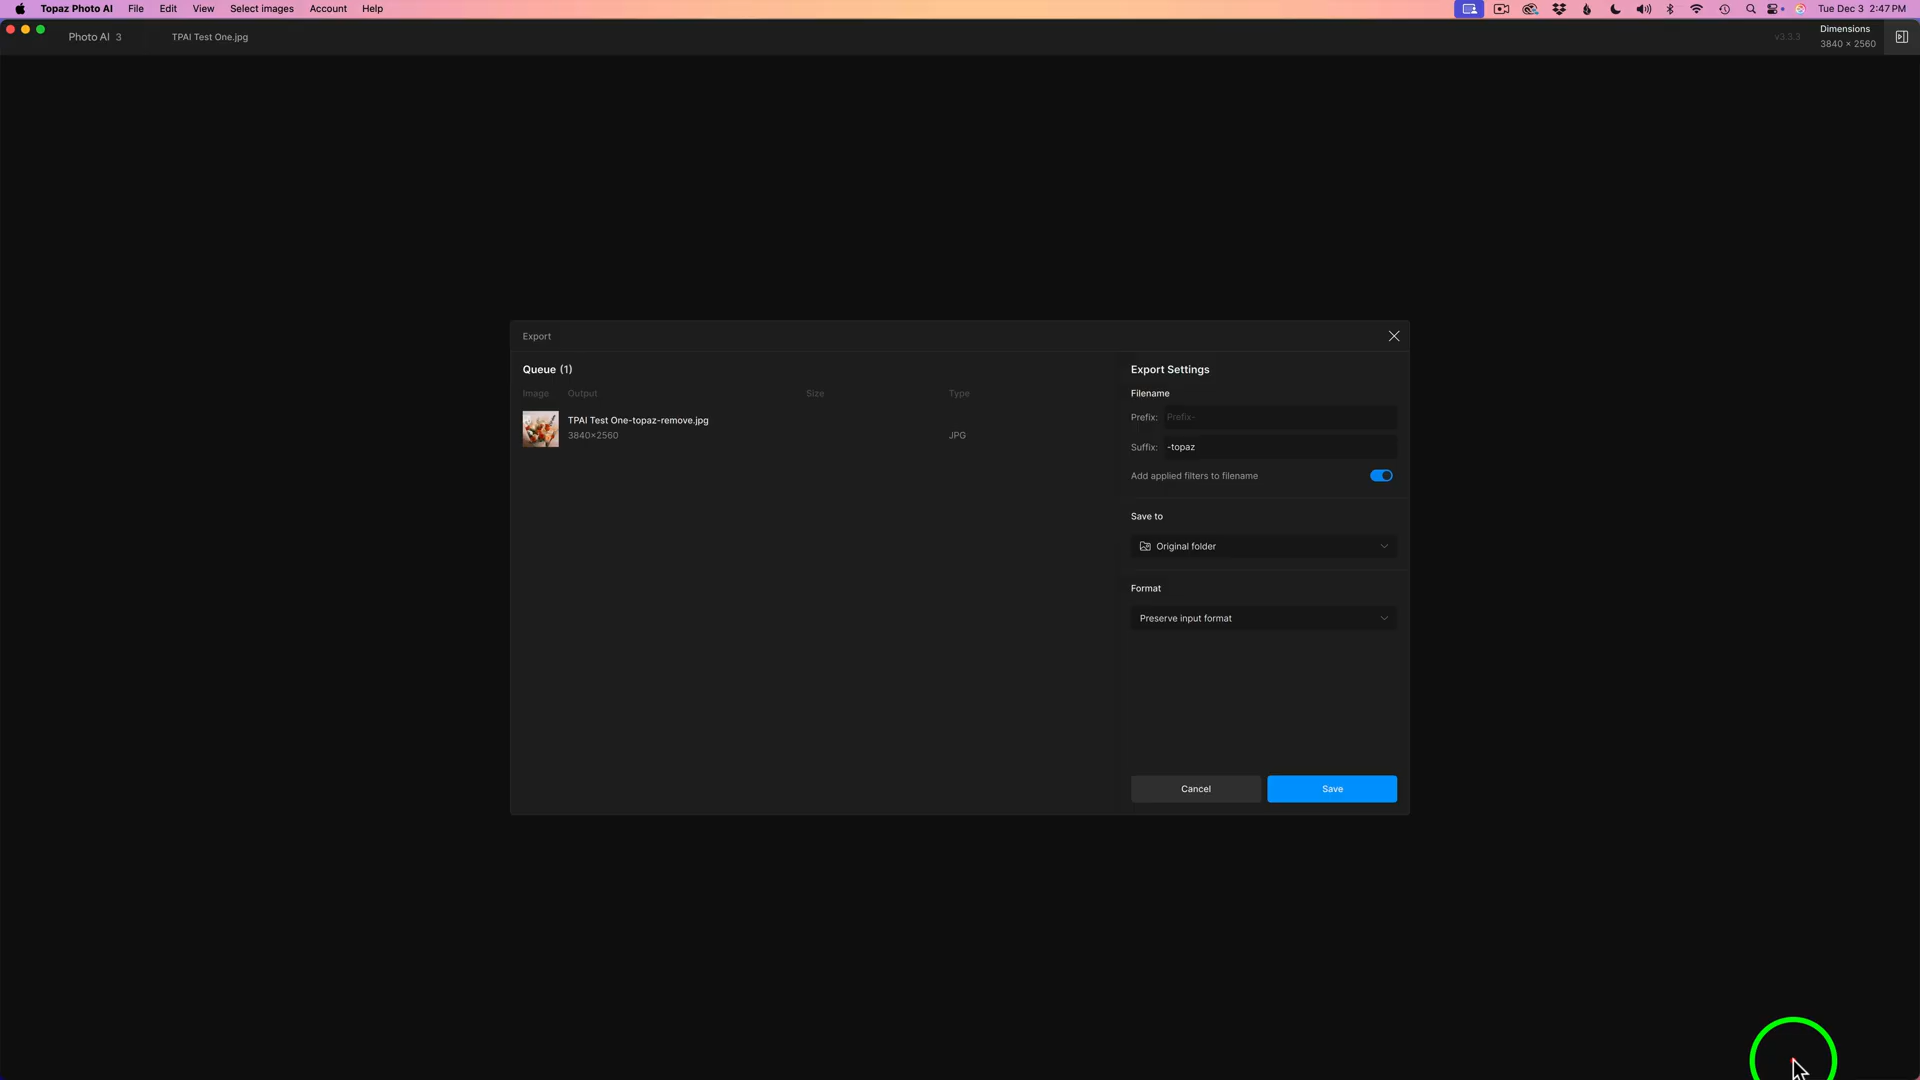 Topaz Photo AI File Edit View Select images Account Help Tue Dec 3 2:47 PM
Photo AI 3 TPAI Test One.jpg v3.3.3 Dimensions
3840 × 2560
Export
Queue (1)
Image Output Size Type
TPAI Test One-topaz-remove.jpg
3840×2560 JPG
Export Settings
Filename
Prefix: Prefix-
Suffix: -topaz
Add applied filters to filename
Save to
Original folder
Format
Preserve input format
Cancel Save